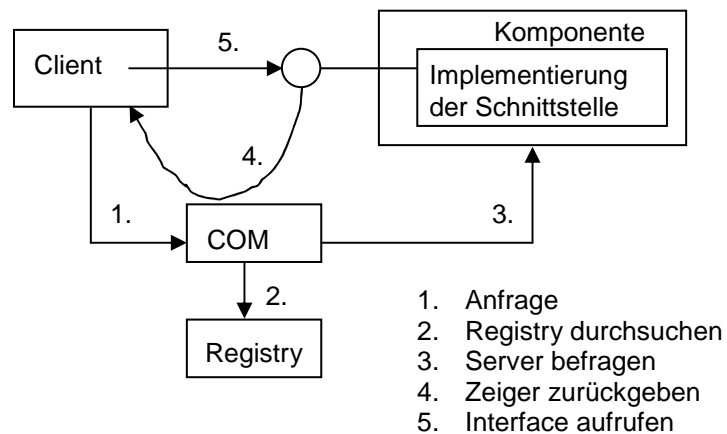 5.
Komponente
Client
Implementierung
der Schnittstelle
4.
1.
3.
COM
2.
Registry
1. Anfrage
2. Registry durchsuchen
3. Server befragen
4. Zeiger zurückgeben
5. Interface aufrufen